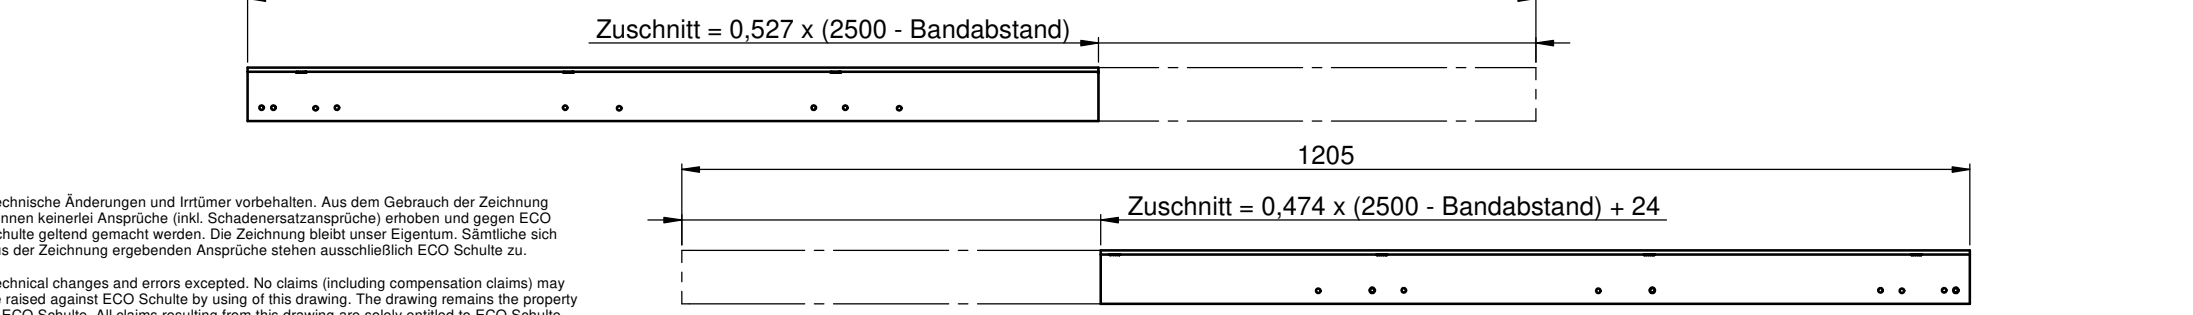 Zuschnitt = 0,527 x (2500 - Bandabstand)
1205
Zuschnitt = 0,474 x (2500 - Bandabstand) + 24
echnische Änderungen und Irrtümer vorbehalten. Aus dem Gebrauch der Zeichnung
nnen keinerlei Ansprüche (inkl. Schadenersatzansprüche) erhoben und gegen ECO
chulte geltend gemacht werden. Die Zeichnung bleibt unser Eigentum. Sämtliche sich
us der Zeichnung ergebenden Ansprüche stehen ausschließlich ECO Schulte zu.
echnical changes and errors excepted. No claims (including compensation claims) may
e raised against ECO Schulte by using of this drawing. The drawing remains the property
ECO Schulte. All claims resulting from this drawing are solely entitled to ECO Schulte.